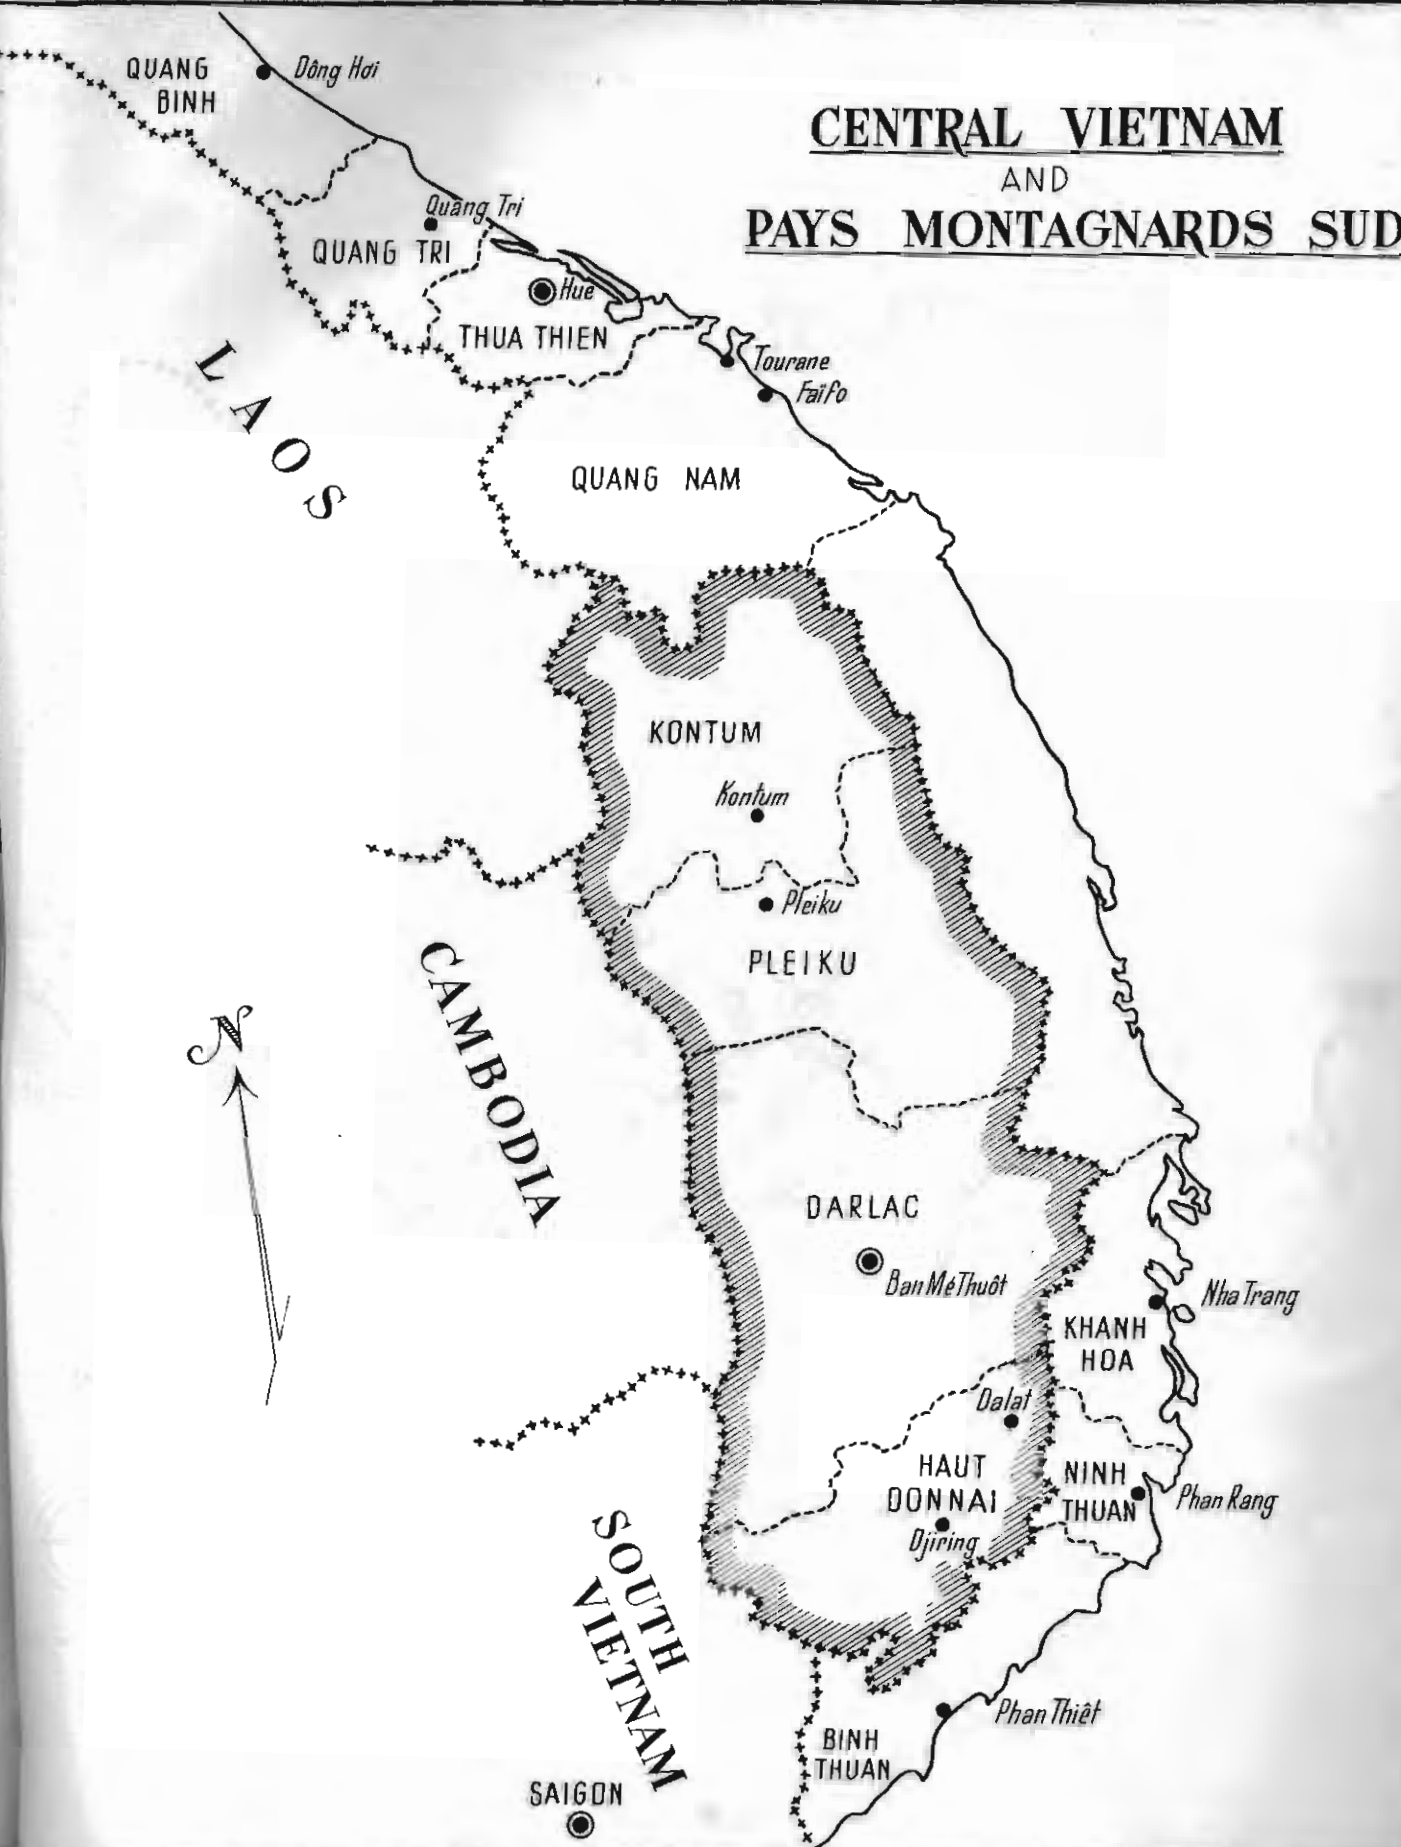 CENTRAL VIETNAM
AND
PAYS MONTAGNARDS SUD
QUANG
BINH
Dông Hơi
Quâng Tri
QUANG TRI
Hue
THUA THIEN
Tourane
Faïfo
LAOS
QUANG NAM
KONTUM
Kontum
Pleiku
PLEIKU
CAMBODIA
N
DARLAC
Ban Mé Thuôt
Nha Trang
KHANH
HOA
Dalat
HAUT
DONNAI
Djiring
NINH
THUAN
Phan Rang
SOUTH
VIETNAM
Phan Thiêt
BINH
THUAN
SAIGON